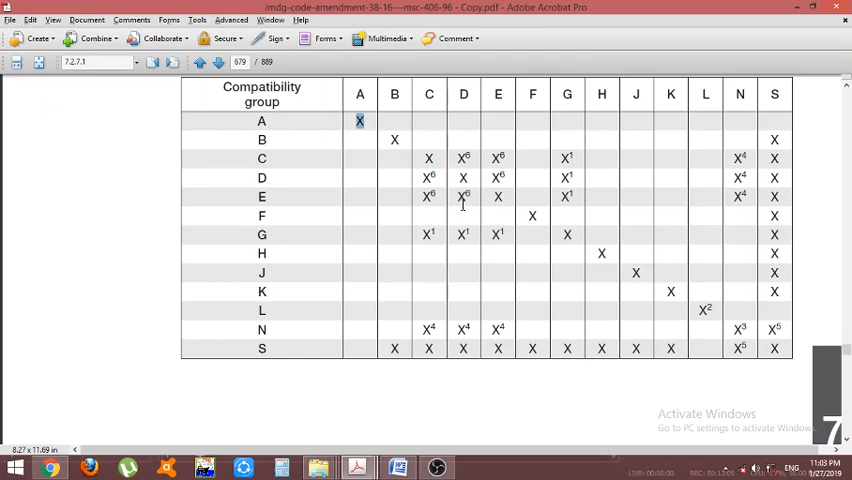 imdg-code-amendment-38-16---msc-406-96 - Copy.pdf - Adobe Acrobat Pro
File Edit View Document Comments Forms Tools Advanced Window Help
Create Combine Collaborate Secure Sign Forms Multimedia Comment
7.2.7.1 679 / 889
Compatibility group A B C D E F G H J K L N S
A X
B X X
C X X6 X6 X1 X4 X
D X6 X X6 X1 X4 X
E X6 X6 X X1 X4 X
F X X
G X1 X1 X1 X X
H X X
J X X
K X X
L X2
N X4 X4 X4 X3 X5
S X X X X X X X X X X5 X
Activate Windows
Go to PC settings to activate Windows.
7
8.27 x 11.69 in
ENG 11:03 PM
1/27/2019